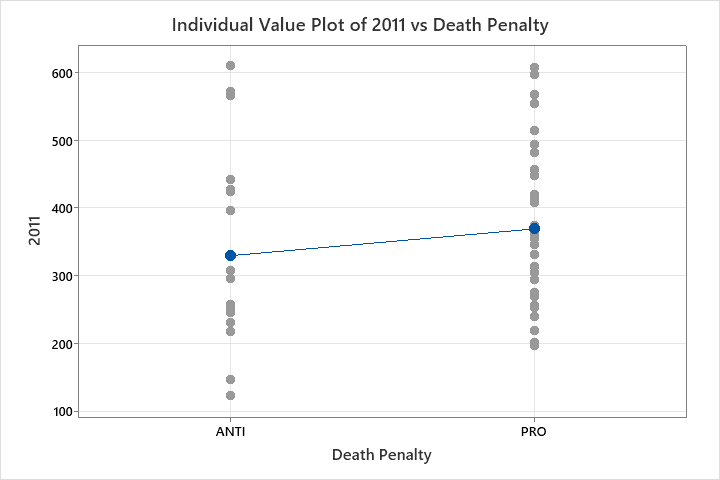 Individual Value Plot of 2011 vs Death Penalty
600
500
400
300
200
100
2011
ANTI PRO
Death Penalty